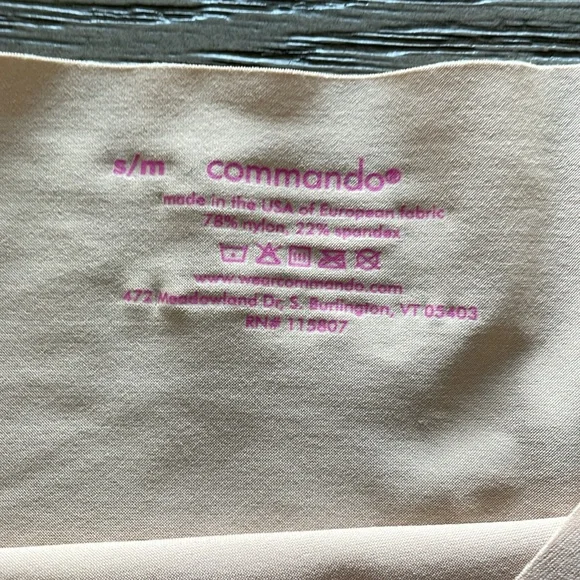 s/m commando®
made in the USA of European fabric
78% nylon, 22% spandex
www.wearcommando.com
472 Meadowland Dr, S. Burlington, VT 05403
RN# 115807